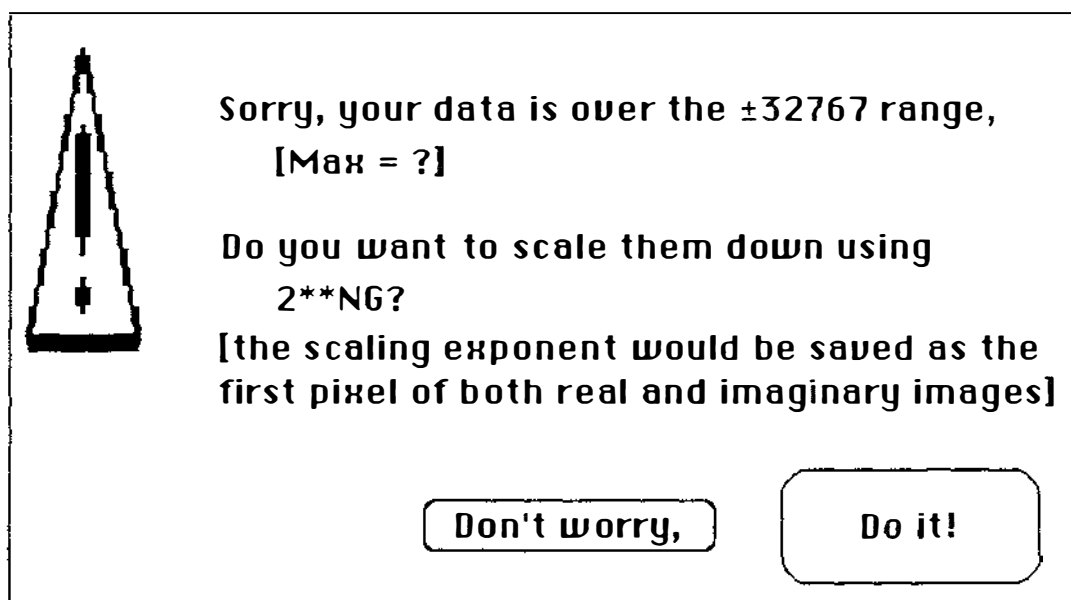 Sorry, your data is over the ±32767 range,
[Max = ?]
Do you want to scale them down using
2**NG?
[the scaling exponent would be saved as the
first pixel of both real and imaginary images]
Don't worry,
Do it!